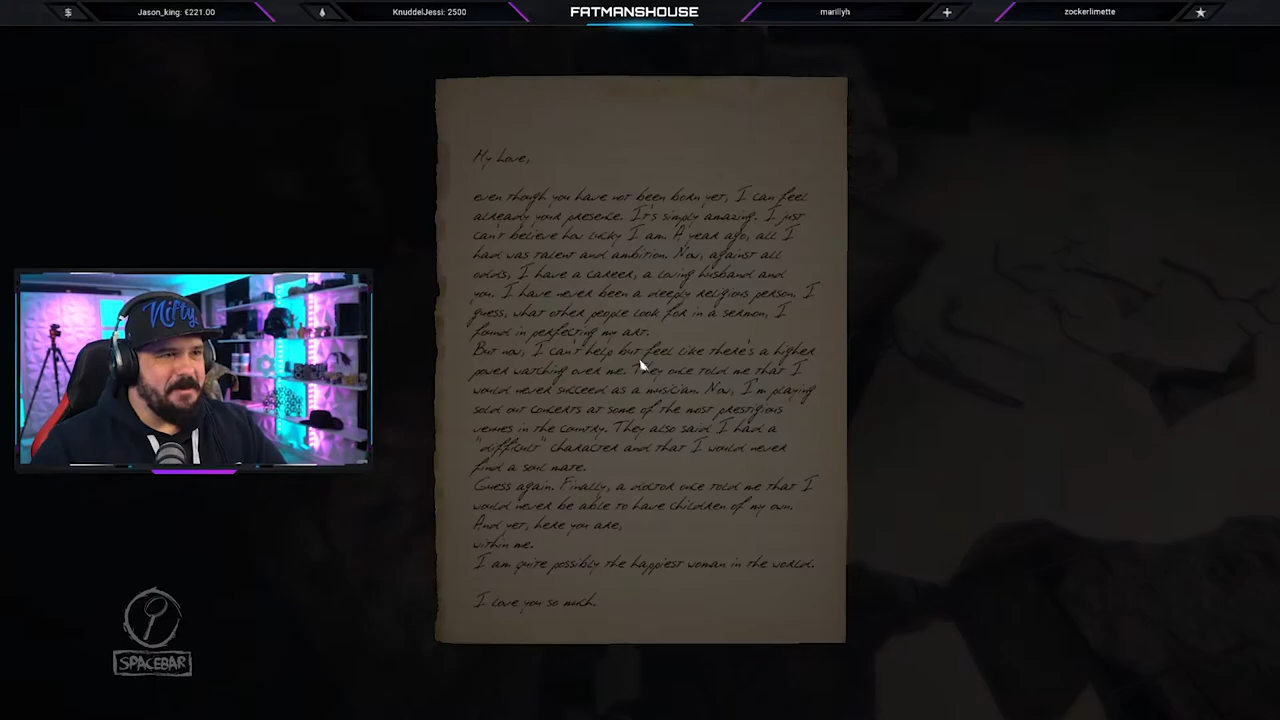 Jason_king: €221.00
KnuddelJessi: 2500
FATMANSHOUSE
marillyh
zockerlimette
My Love,
even though you have not been born yet, I can feel
already your presence. It's simply amazing. I just
can't believe how lucky I am. A year ago, all I
had was talent and ambition. Now, against all
odds, I have a career, a loving husband and
you. I have never been a deeply religious person. I
guess, what other people look for in a sermon, I
found in perfecting my art.
But now, I can't help but feel like there's a higher
power watching over me. They once told me that I
would never succeed as a musician. Now, I'm playing
sold out concerts at some of the most prestigious
venues in the country. They also said I had a
"difficult" character and that I would never
find a soul mate.
Guess again. Finally, a doctor once told me that I
would never be able to have children of my own.
And yet, here you are,
within me.
I am quite possibly the happiest woman in the world.
I love you so much.
Nifty
SPACEBAR